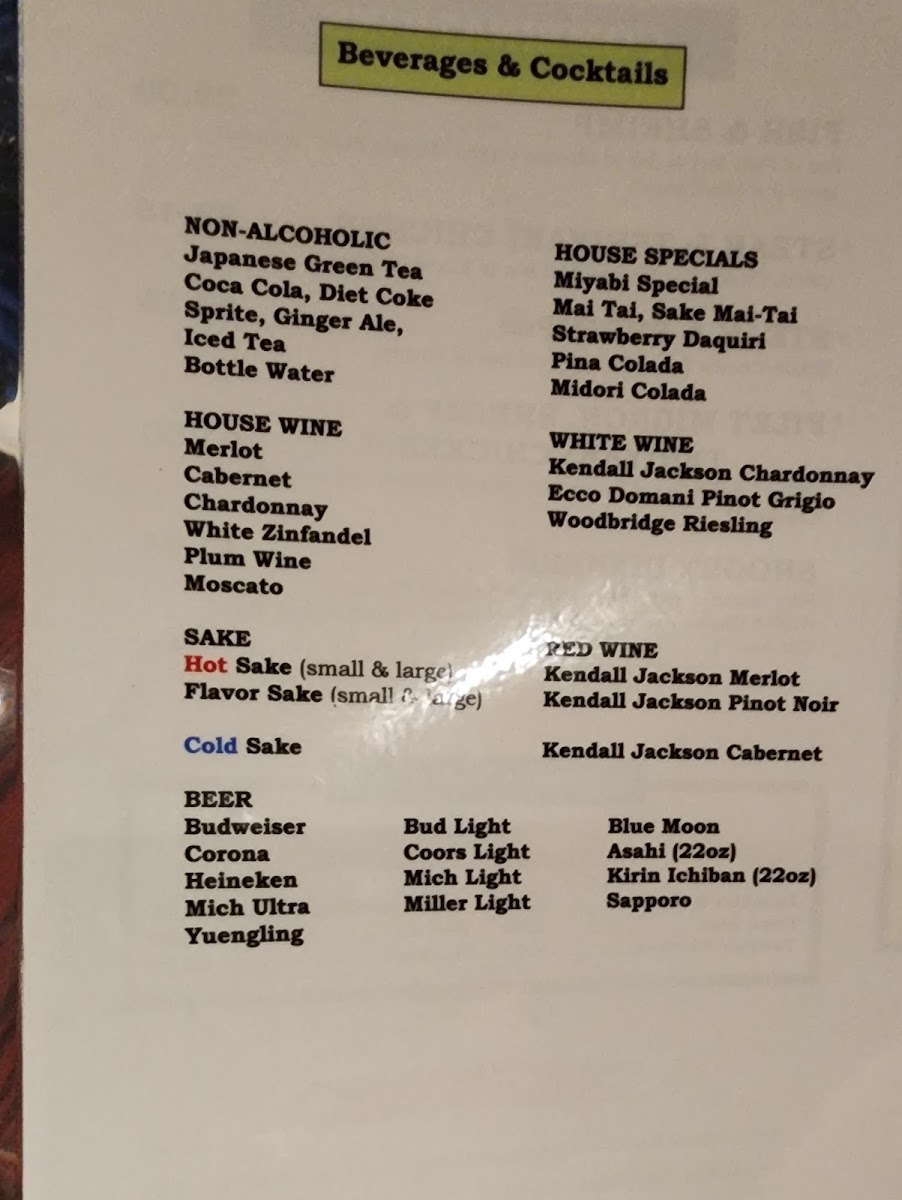 Beverages & Cocktails
NON-ALCOHOLIC
Japanese Green Tea
Coca Cola, Diet Coke
Sprite, Ginger Ale,
Iced Tea
Bottle Water
HOUSE SPECIALS
Miyabi Special
Mai Tai, Sake Mai-Tai
Strawberry Daquiri
Pina Colada
Midori Colada
HOUSE WINE
Merlot
Cabernet
Chardonnay
White Zinfandel
Plum Wine
Moscato
WHITE WINE
Kendall Jackson Chardonnay
Ecco Domani Pinot Grigio
Woodbridge Riesling
SAKE
Hot Sake (small & large)
Flavor Sake (small & large)
Cold Sake
RED WINE
Kendall Jackson Merlot
Kendall Jackson Pinot Noir
Kendall Jackson Cabernet
BEER
Budweiser
Corona
Heineken
Mich Ultra
Yuengling
Bud Light
Coors Light
Mich Light
Miller Light
Blue Moon
Asahi (22oz)
Kirin Ichiban (22oz)
Sapporo